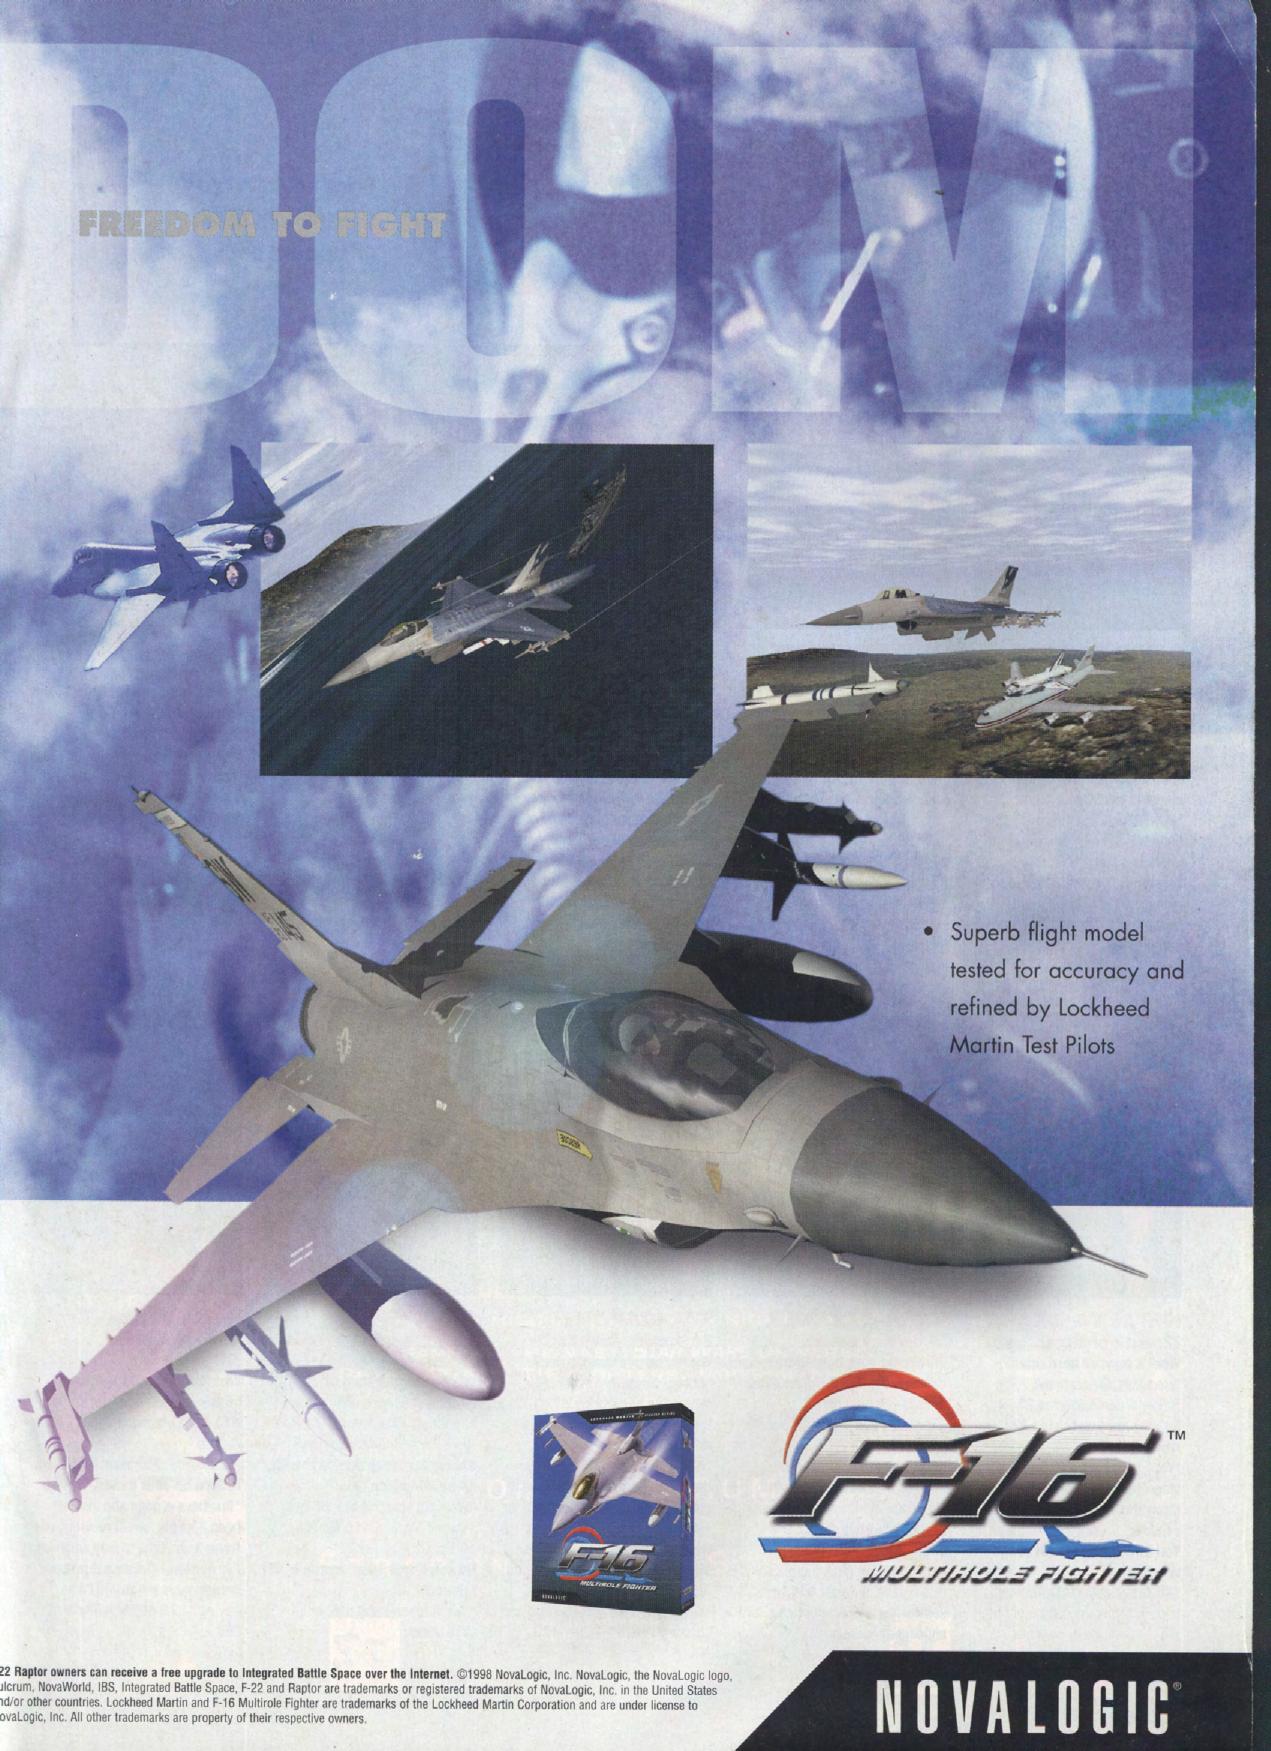 DOM
FREEDOM TO FIGHT
• Superb flight model
tested for accuracy and
refined by Lockheed
Martin Test Pilots
RESCUE
F-16™
MULTIROLE FIGHTER
F-16
MULTIROLE FIGHTER
NOVALOGIC
22 Raptor owners can receive a free upgrade to Integrated Battle Space over the Internet. ©1998 NovaLogic, Inc. NovaLogic, the NovaLogic logo,
ulcrum, NovaWorld, IBS, Integrated Battle Space, F-22 and Raptor are trademarks or registered trademarks of NovaLogic, Inc. in the United States
nd/or other countries. Lockheed Martin and F-16 Multirole Fighter are trademarks of the Lockheed Martin Corporation and are under license to
ovaLogic, Inc. All other trademarks are property of their respective owners.
NOVALOGIC®